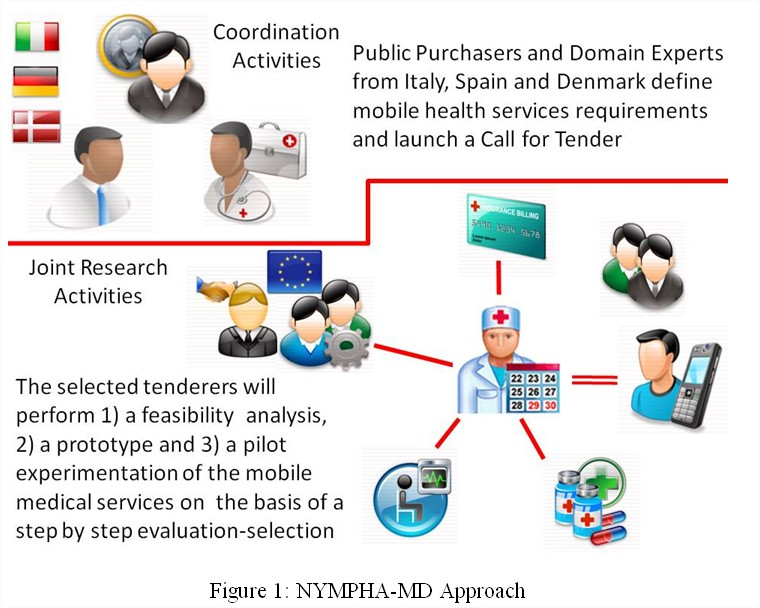 Coordination
Activities
Public Purchasers and Domain Experts
from Italy, Spain and Denmark define
mobile health services requirements
and launch a Call for Tender
INSURANCE BILLING
5678
Joint Research
Activities
22 23 24
25 26 27
28 29 30
The selected tenderers will
perform 1) a feasibility analysis,
2) a prototype and 3) a pilot
experimentation of the mobile
medical services on the basis of a
step by step evaluation-selection
Figure 1: NYMPHA-MD Approach